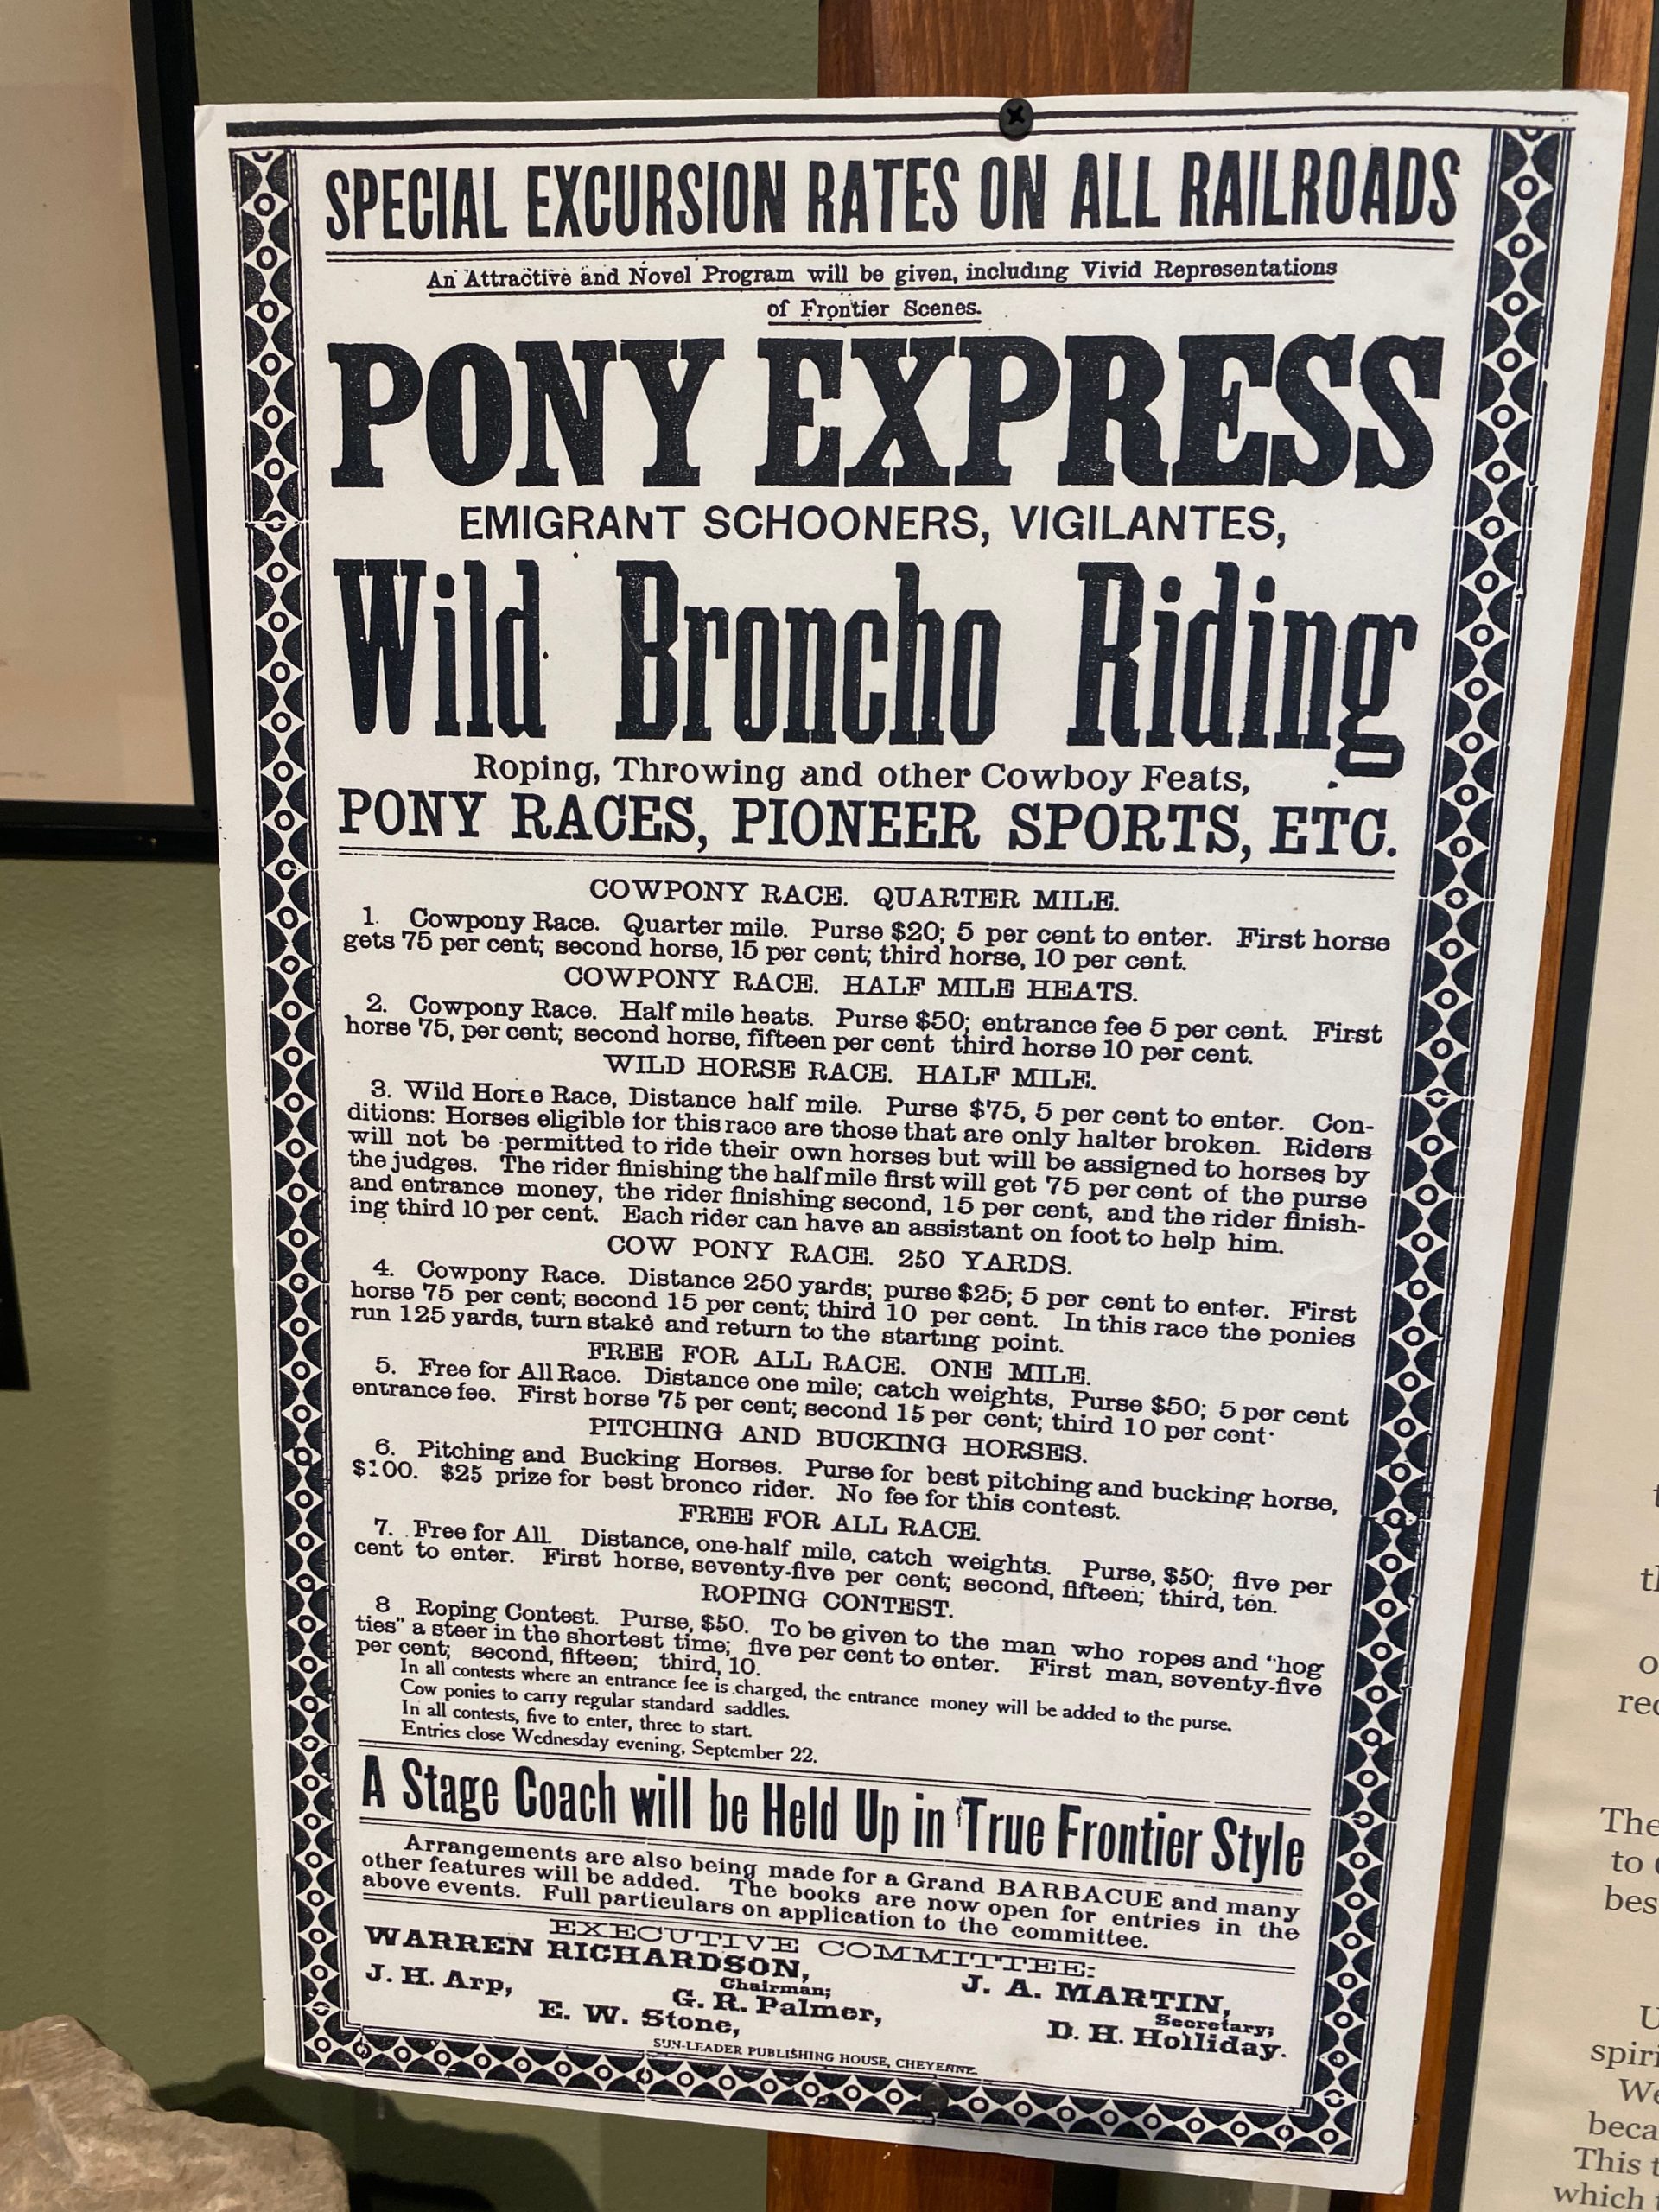 SPECIAL EXCURSION RATES ON ALL RAILROADS
An Attractive and Novel Program will be given, including Vivid Representations
of Frontier Scenes.
PONY EXPRESS
EMIGRANT SCHOONERS, VIGILANTES,
Wild Broncho Riding
Roping, Throwing and other Cowboy Feats,
PONY RACES, PIONEER SPORTS, ETC.
COWPONY RACE. QUARTER MILE.
1. Cowpony Race. Quarter mile. Purse $20; 5 per cent to enter. First horse
gets 75 per cent; second horse, 15 per cent; third horse, 10 per cent.
COWPONY RACE. HALF MILE HEATS.
2. Cowpony Race. Half mile heats. Purse $50; entrance fee 5 per cent. First
horse 75, per cent; second horse, fifteen per cent third horse 10 per cent.
WILD HORSE RACE. HALF MILE.
3. Wild Horse Race, Distance half mile. Purse $75, 5 per cent to enter. Con-
ditions: Horses eligible for this race are those that are only halter broken. Riders
will not be permitted to ride their own horses but will be assigned to horses by
the judges. The rider finishing the half mile first will get 75 per cent of the purse
and entrance money, the rider finishing second, 15 per cent, and the rider finish-
ing third 10 per cent. Each rider can have an assistant on foot to help him.
COW PONY RACE. 250 YARDS.
4. Cowpony Race. Distance 250 yards; purse $25; 5 per cent to enter. First
horse 75 per cent; second 15 per cent; third 10 per cent. In this race the ponies
run 125 yards, turn stake and return to the starting point.
FREE FOR ALL RACE. ONE MILE.
5. Free for All Race. Distance one mile; catch weights, Purse $50; 5 per cent
entrance fee. First horse 75 per cent; second 15 per cent; third 10 per cent.
PITCHING AND BUCKING HORSES.
6. Pitching and Bucking Horses. Purse for best pitching and bucking horse,
$100. $25 prize for best bronco rider. No fee for this contest.
FREE FOR ALL RACE.
7. Free for All. Distance, one-half mile, catch weights. Purse, $50; five per
cent to enter. First horse, seventy-five per cent; second, fifteen; third, ten.
ROPING CONTEST.
8 Roping Contest. Purse, $50. To be given to the man who ropes and "hog
ties" a steer in the shortest time; five per cent to enter. First man, seventy-five
per cent; second, fifteen; third, 10.
In all contests where an entrance fee is charged, the entrance money will be added to the purse.
Cow ponies to carry regular standard saddles.
In all contests, five to enter, three to start.
Entries close Wednesday evening, September 22.
A Stage Coach will be Held Up in True Frontier Style
Arrangements are also being made for a Grand BARBACUE and many
other features will be added. The books are now open for entries in the
above events. Full particulars on application to the committee.
EXECUTIVE COMMITTEE:
WARREN RICHARDSON, Chairman; J. A. MARTIN, Secretary;
J. H. Arp, G. R. Palmer, D. H. Holliday.
E. W. Stone,
SUN-LEADER PUBLISHING HOUSE, CHEYENNE.
The
to
bes
spiri
We
beca
This
which